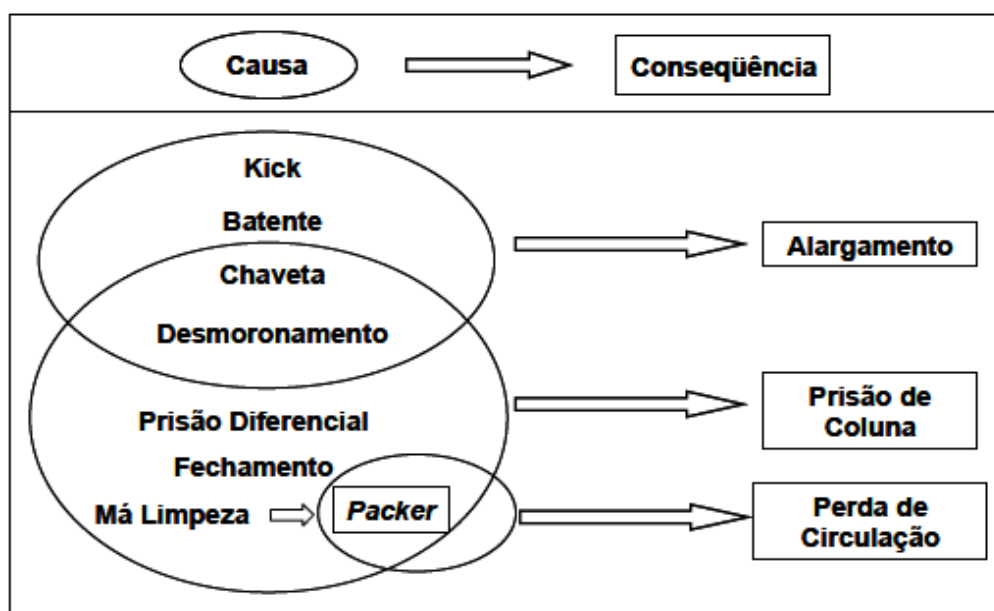 Causa
Conseqüência
Kick
Batente
Chaveta
Desmoronamento
Alargamento
Prisão Diferencial
Fechamento
Má Limpeza
Packer
Prisão de
Coluna
Perda de
Circulação